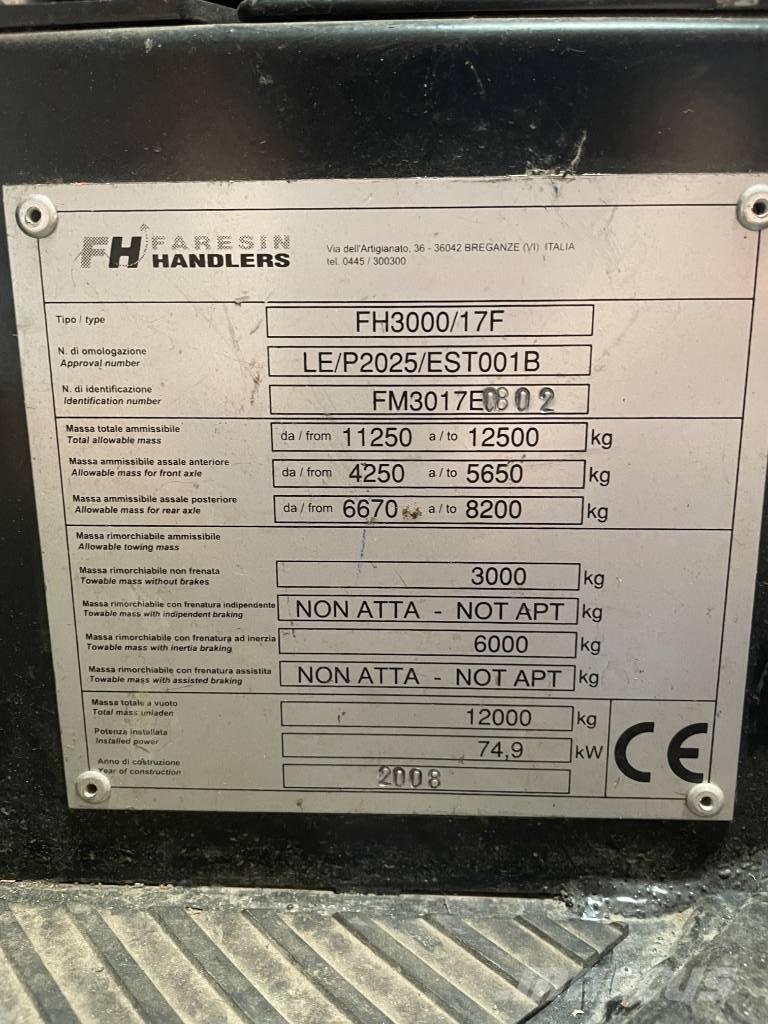 FH FARESIN HANDLERS
Via dell'Artigianato, 36 - 36042 BREGANZE (VI) ITALIA
tel. 0445 / 300300
Tipo / type FH3000/17F
N. di omologazione
Approval number LE/P2025/EST001B
N. di identificazione
Identification number FM3017E0802
Massa totale ammissibile
Total allowable mass da / from 11250 a / to 12500 kg
Massa ammissibile assale anteriore
Allowable mass for front axle da / from 4250 a / to 5650 kg
Massa ammissibile assale posteriore
Allowable mass for rear axle da / from 6670 a / to 8200 kg
Massa rimorchiabile ammissibile
Allowable towing mass
Massa rimorchiabile non frenata
Towable mass without brakes 3000 kg
Massa rimorchiabile con frenatura indipendente
Towable mass with indipendent braking NON ATTA - NOT APT kg
Massa rimorchiabile con frenatura ad inerzia
Towable mass with inertia braking 6000 kg
Massa rimorchiabile con frenatura assistita
Towable mass with assisted braking NON ATTA - NOT APT kg
Massa totale a vuoto
Total mass unladen 12000 kg
Potenza installata
Installed power 74,9 kW
Anno di costruzione
Year of construction 2008
CE